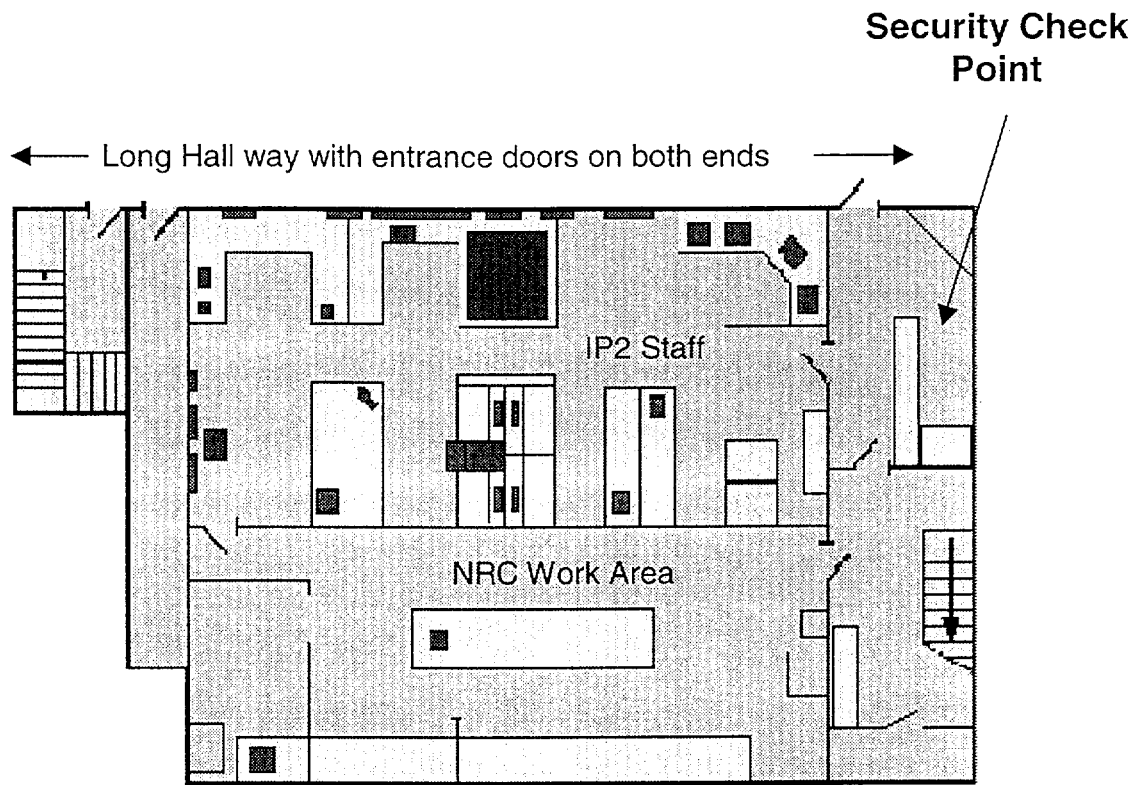 Security Check
Point
Long Hall way with entrance doors on both ends
IP2 Staff
NRC Work Area